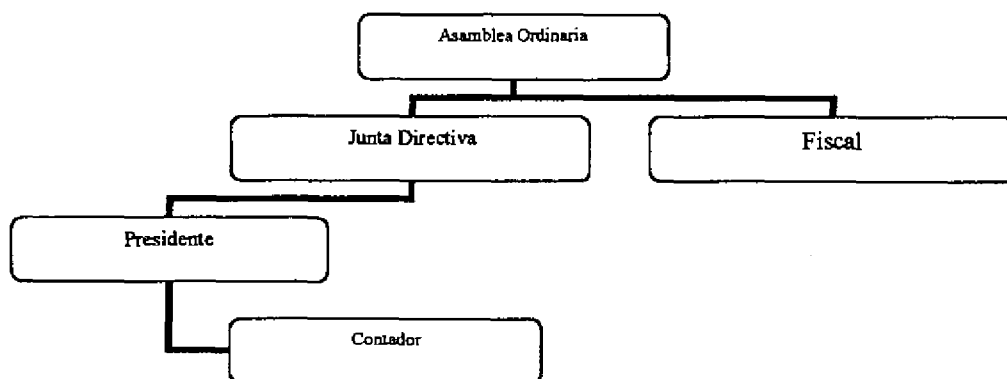 Asamblea Ordinaria
Junta Directiva
Fiscal
Presidente
Contador